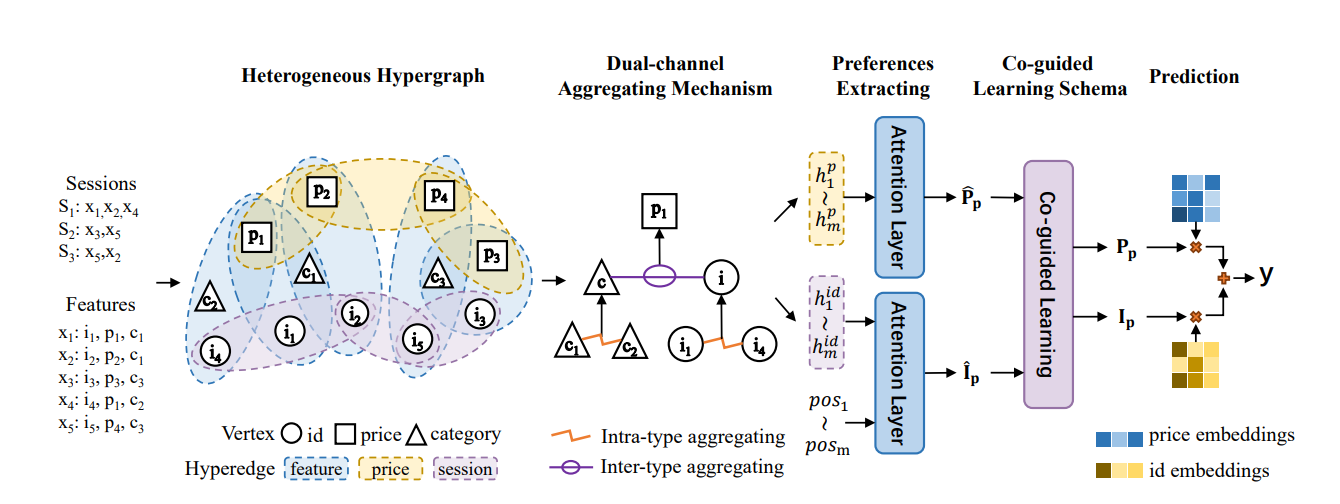 Heterogeneous Hypergraph
Dual-channel
Aggregating Mechanism
Preferences
Extracting
Co-guided
Learning Schema
Prediction
Sessions
S₁: x₁,x₂,x₄
S₂: x₃,x₅
S₃: x₅,x₂
Features
x₁: i₁, p₁, c₁
x₂: i₂, p₂, c₁
x₃: i₃, p₃, c₃
x₄: i₄, p₁, c₂
x₅: i₅, p₄, c₃
p₂
p₄
p₁
p₃
c₁
c₃
c₂
i₂
i₃
i₁
i₅
i₄
Vertex id price category
Hyperedge feature price session
p₁
c i
c₁ c₂ i₁ i₄
Intra-type aggregating
Inter-type aggregating
h₁ᵖ
~
hₘᵖ
Attention Layer
P̂ₚ
h₁ⁱᵈ
~
hₘⁱᵈ
pos₁
~
posₘ
Attention Layer
Îₚ
Co-guided Learning
Pₚ
Iₚ
y
price embeddings
id embeddings